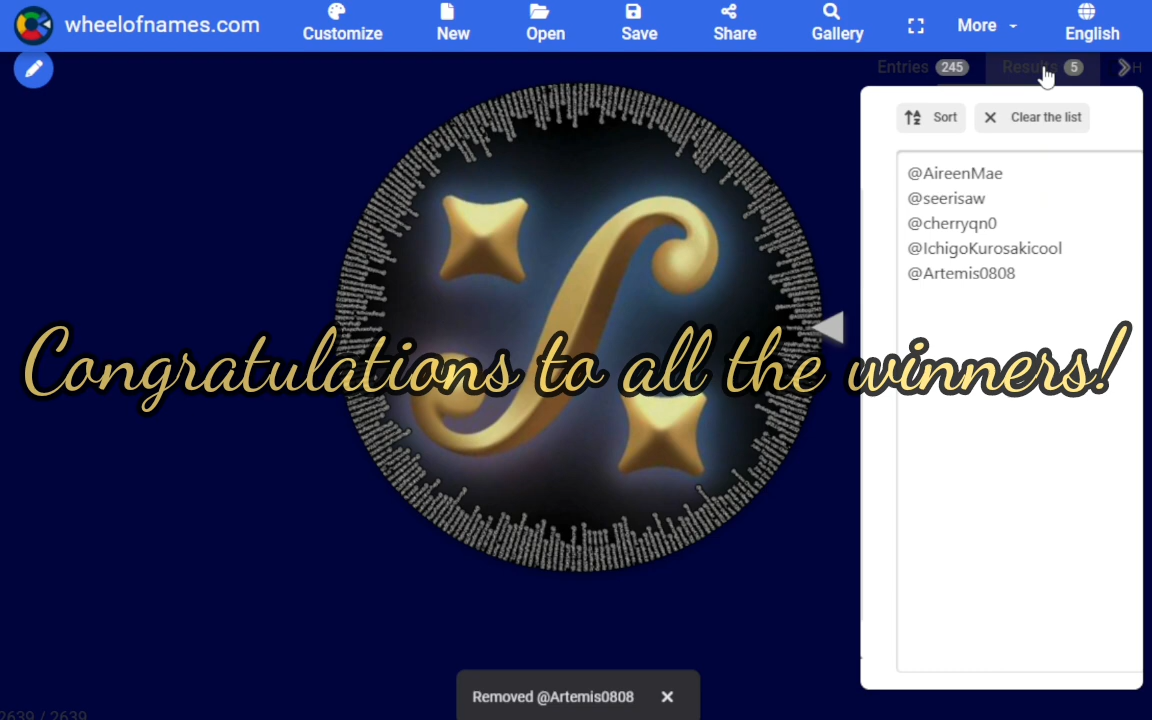 wheelofnames.com
Customize
New
Open
Save
Share
Gallery
More
English
Entries 245
Results 5
Sort
Clear the list
@AireenMae
@seerisaw
@cherryqn0
@IchigoKurosakicool
@Artemis0808
Congratulations to all the winners!
Removed @Artemis0808
2639 / 2639